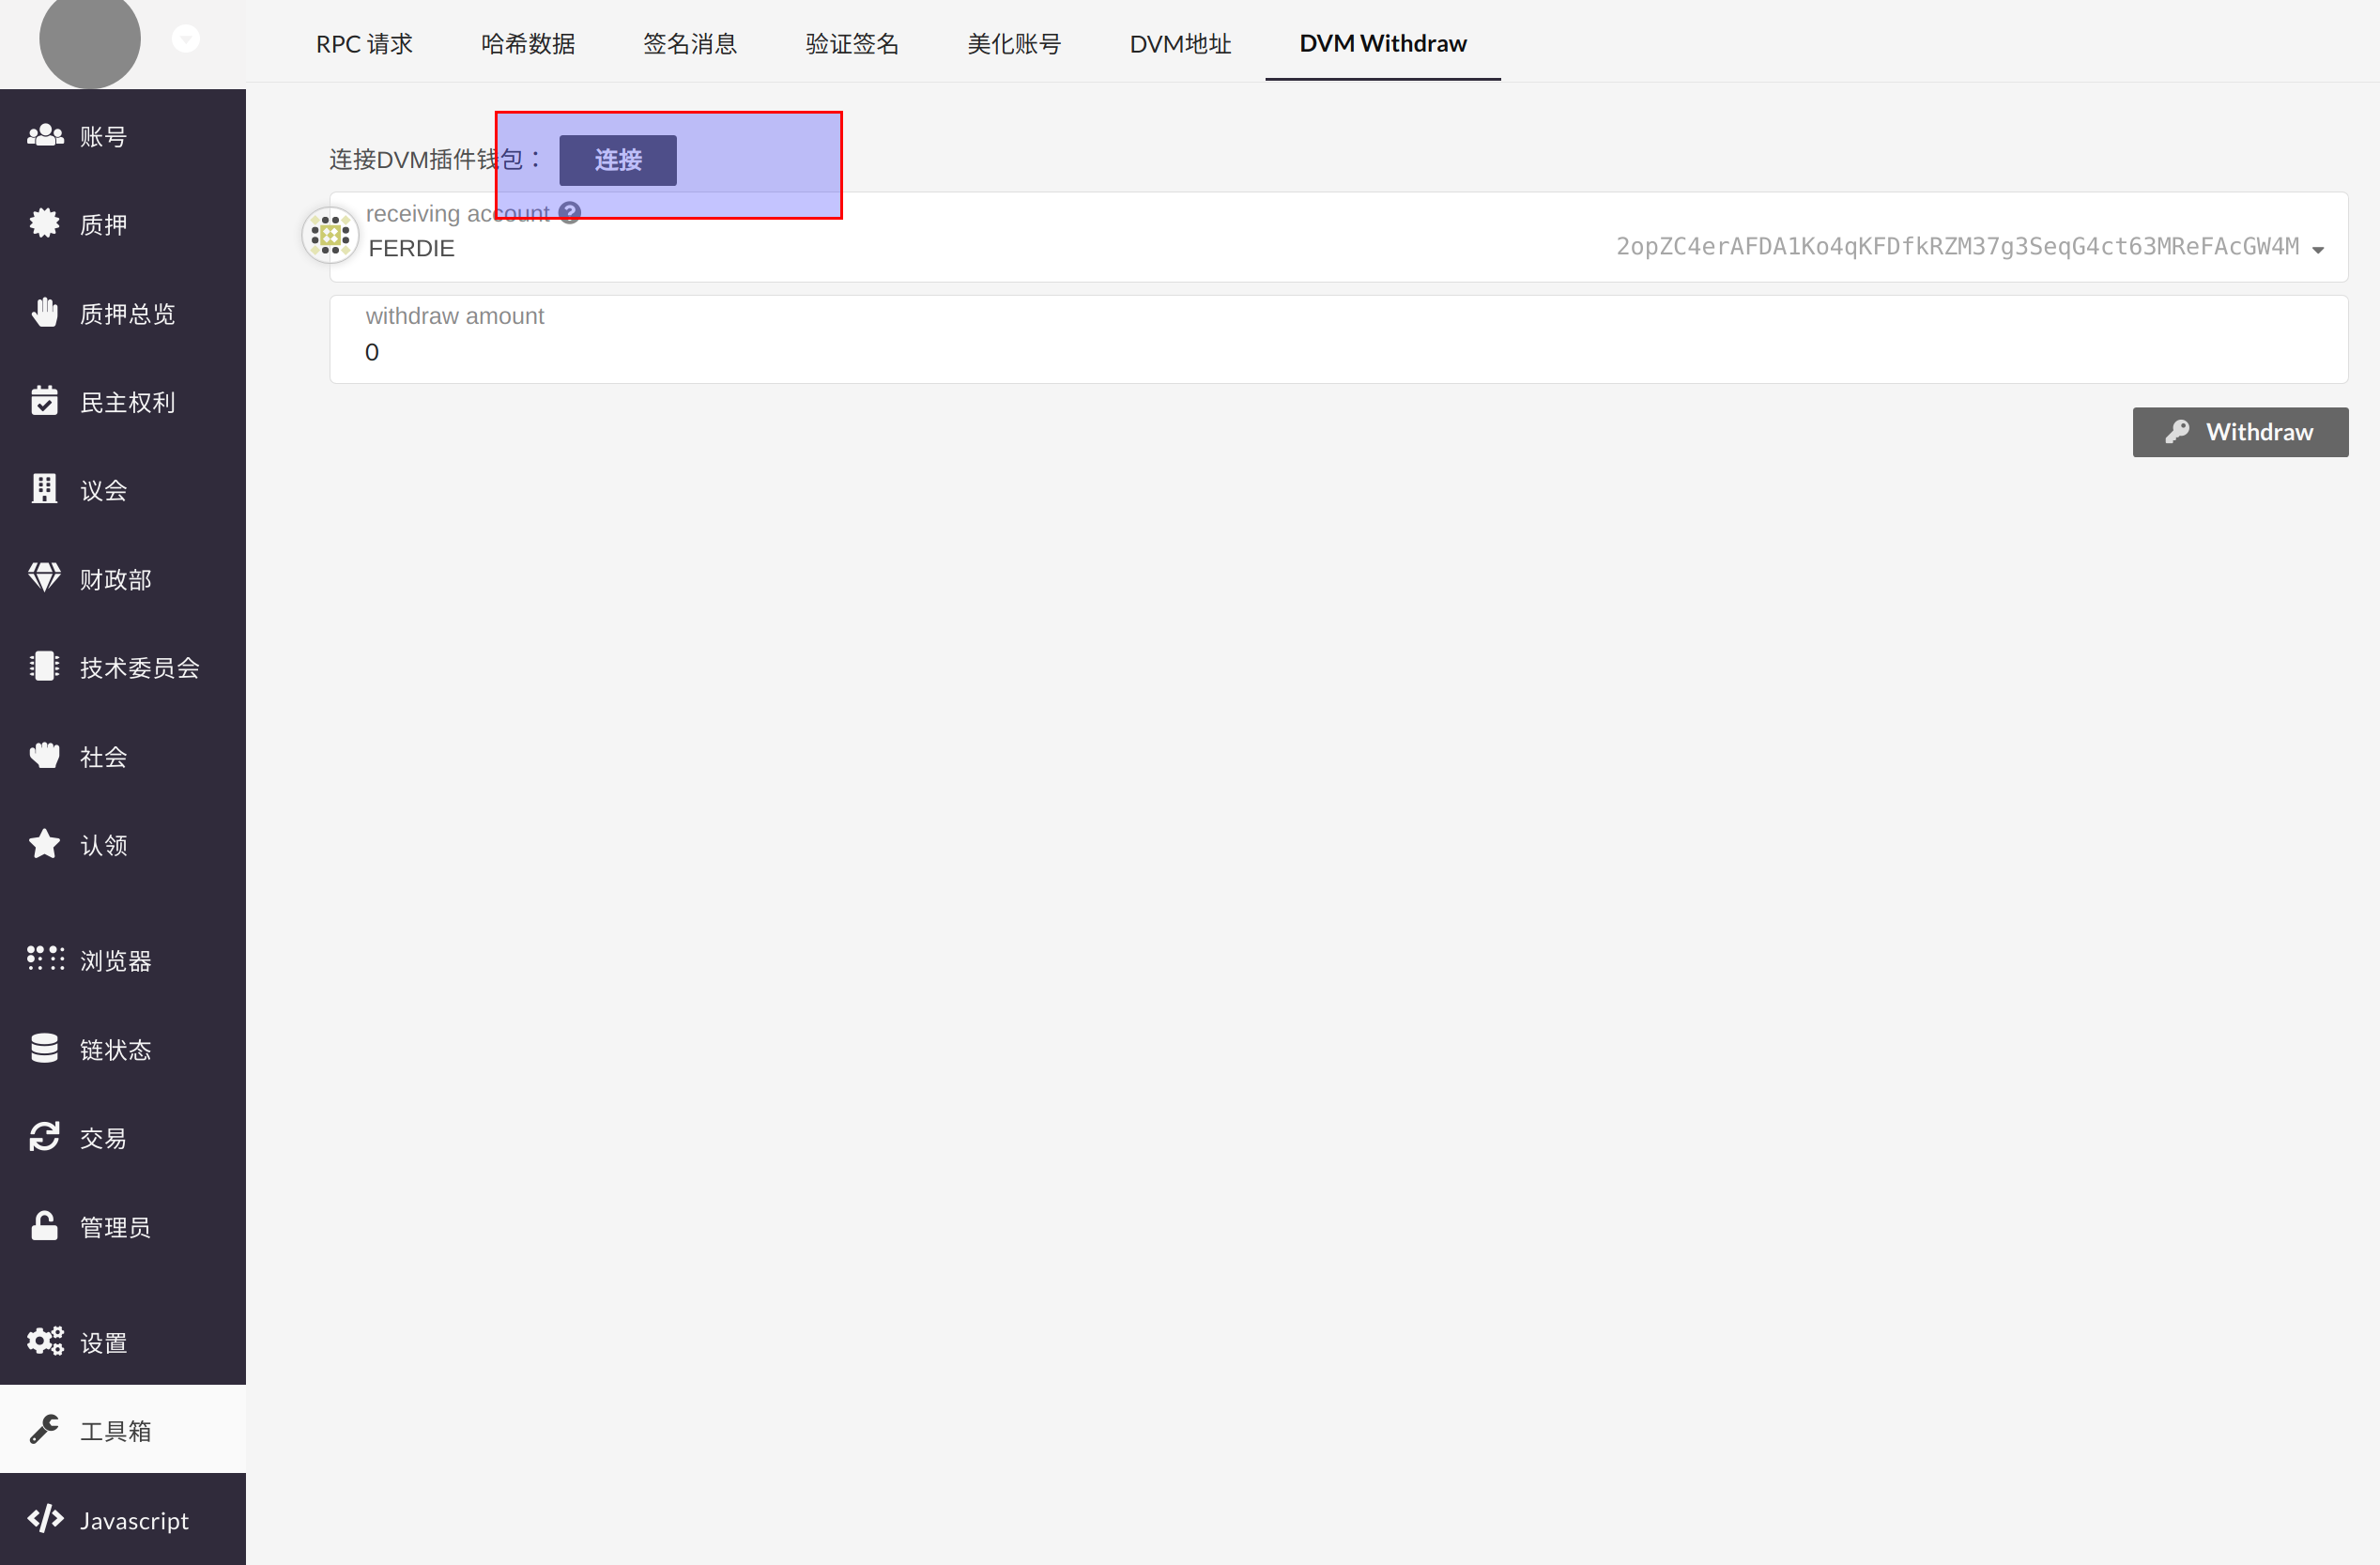 RPC 请求
哈希数据
签名消息
验证签名
美化账号
DVM地址
DVM Withdraw
账号
质押
质押总览
民主权利
议会
财政部
技术委员会
社会
认领
浏览器
链状态
交易
管理员
设置
工具箱
Javascript
连接DVM插件钱包：
连接
receiving account
FERDIE
2opZC4erAFDA1Ko4qKFDfkRZM37g3SeqG4ct63MReFAcGW4M
withdraw amount
0
Withdraw